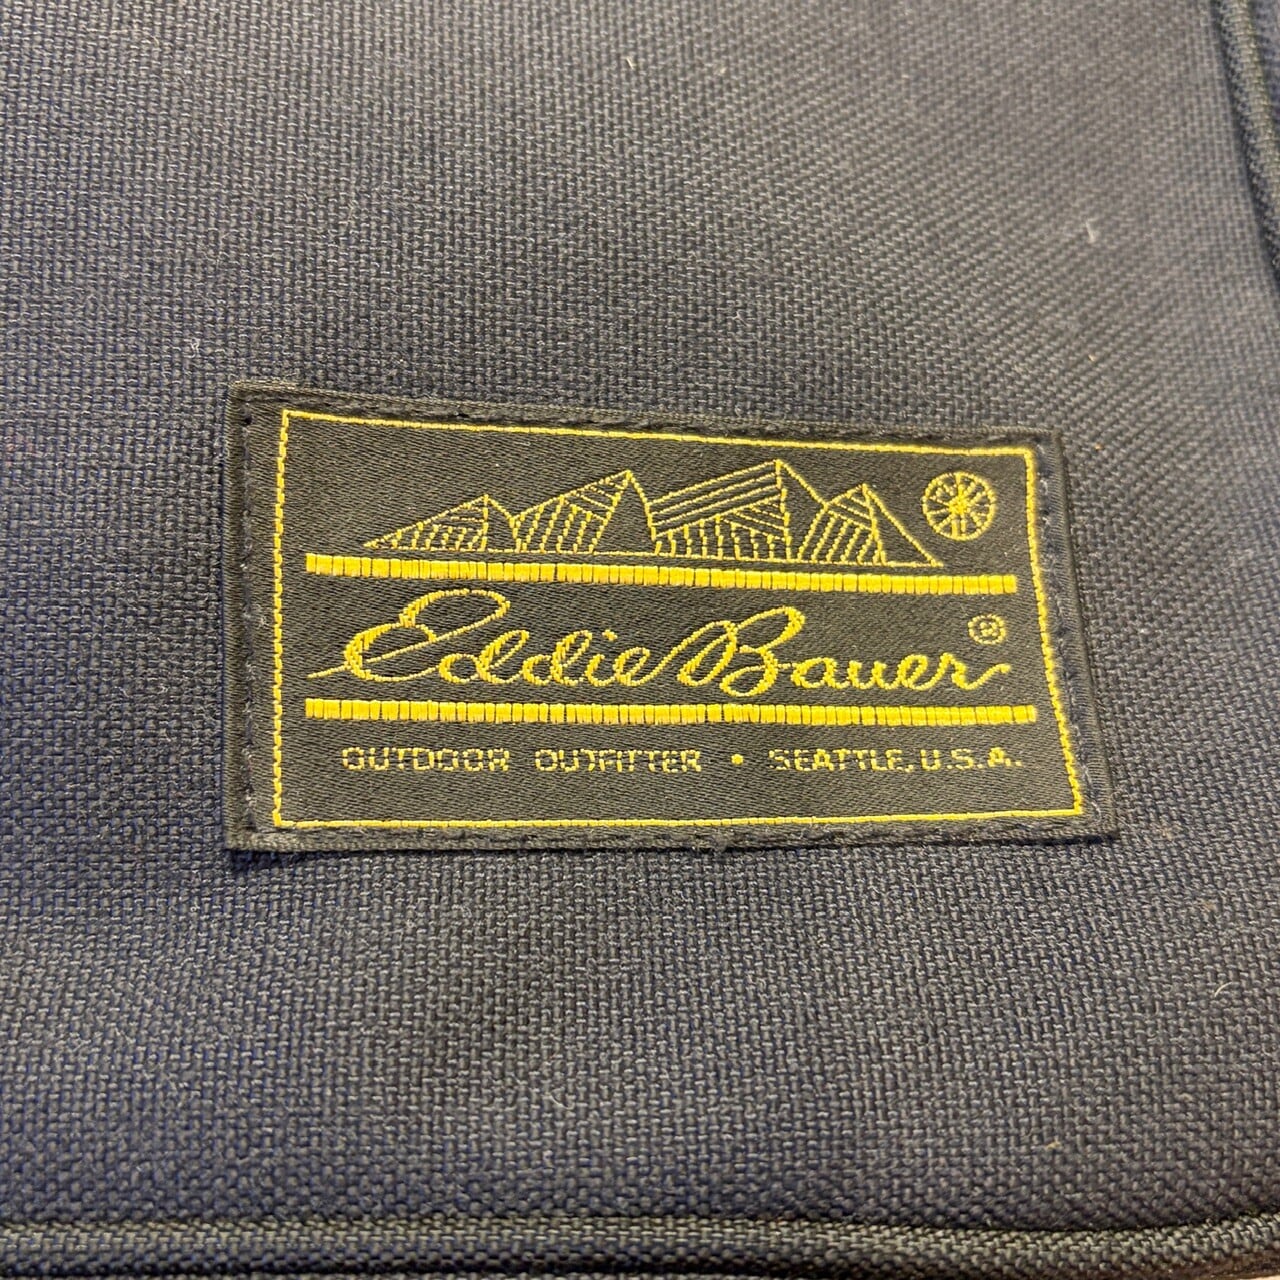 Eddie Bauer®
OUTDOOR OUTFITTER • SEATTLE, U.S.A.